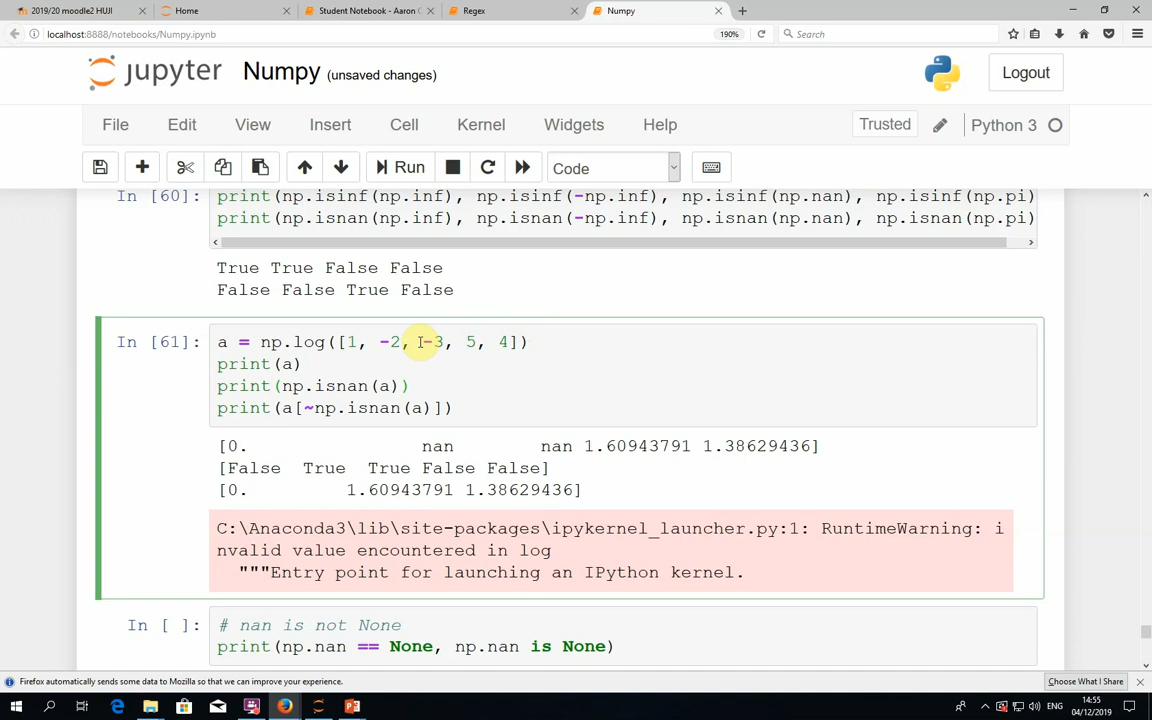 2019/20 moodle2 HUJI
Home
Student Notebook - Aaron C
Regex
Numpy
localhost:8888/notebooks/Numpy.ipynb
190%
Search
jupyter Numpy (unsaved changes)
Logout
File Edit View Insert Cell Kernel Widgets Help
Trusted
Python 3
Run
Code
In [60]: print(np.isinf(np.inf), np.isinf(-np.inf), np.isinf(np.nan), np.isinf(np.pi)
print(np.isnan(np.inf), np.isnan(-np.inf), np.isnan(np.nan), np.isnan(np.pi)
True True False False
False False True False
In [61]: a = np.log([1, -2, -3, 5, 4])
print(a)
print(np.isnan(a))
print(a[~np.isnan(a)])
[0. nan nan 1.60943791 1.38629436]
[False True True False False]
[0. 1.60943791 1.38629436]
C:\Anaconda3\lib\site-packages\ipykernel_launcher.py:1: RuntimeWarning: i
nvalid value encountered in log
"""Entry point for launching an IPython kernel.
In [ ]: # nan is not None
print(np.nan == None, np.nan is None)
Firefox automatically sends some data to Mozilla so that we can improve your experience.
Choose What I Share
ENG
14:55
04/12/2019